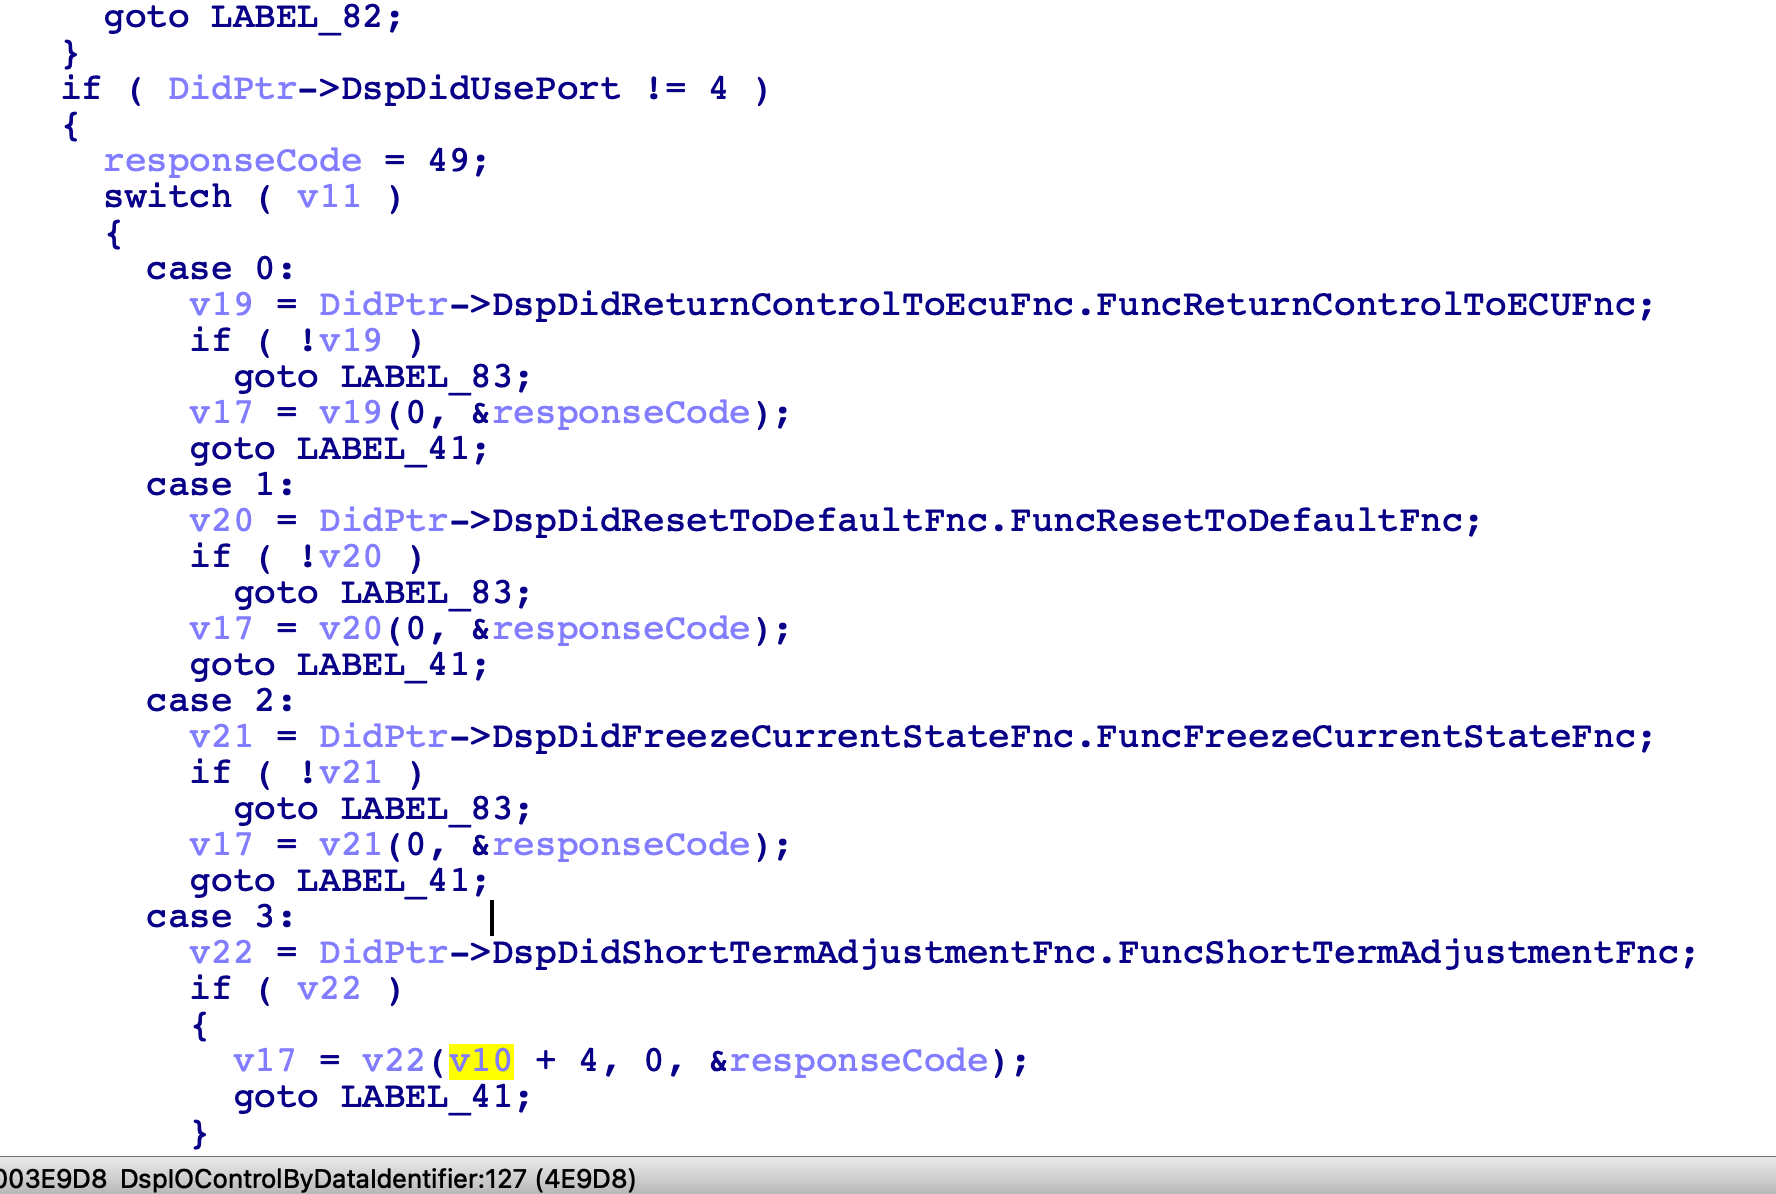 goto LABEL_82;
}
if ( DidPtr->DspDidUsePort != 4 )
{
responseCode = 49;
switch ( v11 )
{
case 0:
v19 = DidPtr->DspDidReturnControlToEcuFnc.FuncReturnControlToECUFnc;
if ( !v19 )
goto LABEL_83;
v17 = v19(0, &responseCode);
goto LABEL_41;
case 1:
v20 = DidPtr->DspDidResetToDefaultFnc.FuncResetToDefaultFnc;
if ( !v20 )
goto LABEL_83;
v17 = v20(0, &responseCode);
goto LABEL_41;
case 2:
v21 = DidPtr->DspDidFreezeCurrentStateFnc.FuncFreezeCurrentStateFnc;
if ( !v21 )
goto LABEL_83;
v17 = v21(0, &responseCode);
goto LABEL_41;
case 3:
v22 = DidPtr->DspDidShortTermAdjustmentFnc.FuncShortTermAdjustmentFnc;
if ( v22 )
{
v17 = v22(v10 + 4, 0, &responseCode);
goto LABEL_41;
}
003E9D8 DspIOControlByDataIdentifier:127 (4E9D8)